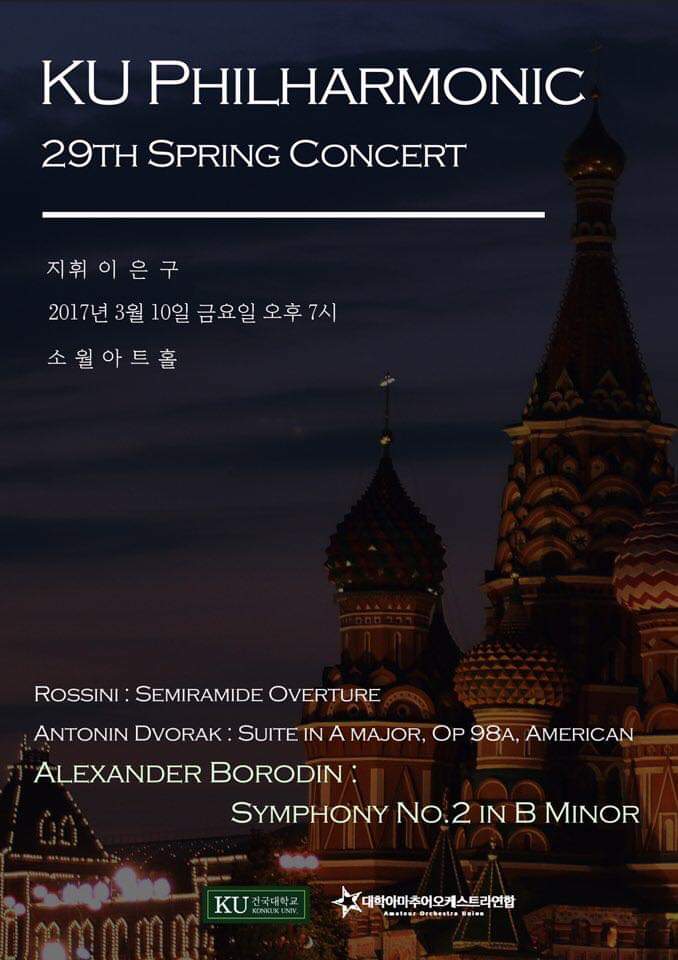 KU PHILHARMONIC
29TH SPRING CONCERT
지휘 이 은 구
2017년 3월 10일 금요일 오후 7시
소 월 아 트 홀
ROSSINI : SEMIRAMIDE OVERTURE
ANTONIN DVORAK : SUITE IN A MAJOR, OP 98A, AMERICAN
ALEXANDER BORODIN :
SYMPHONY NO.2 IN B MINOR
KU 건국대학교
KONKUK UNIV.
대학아마추어오케스트라연합
Amateur Orchestra Union